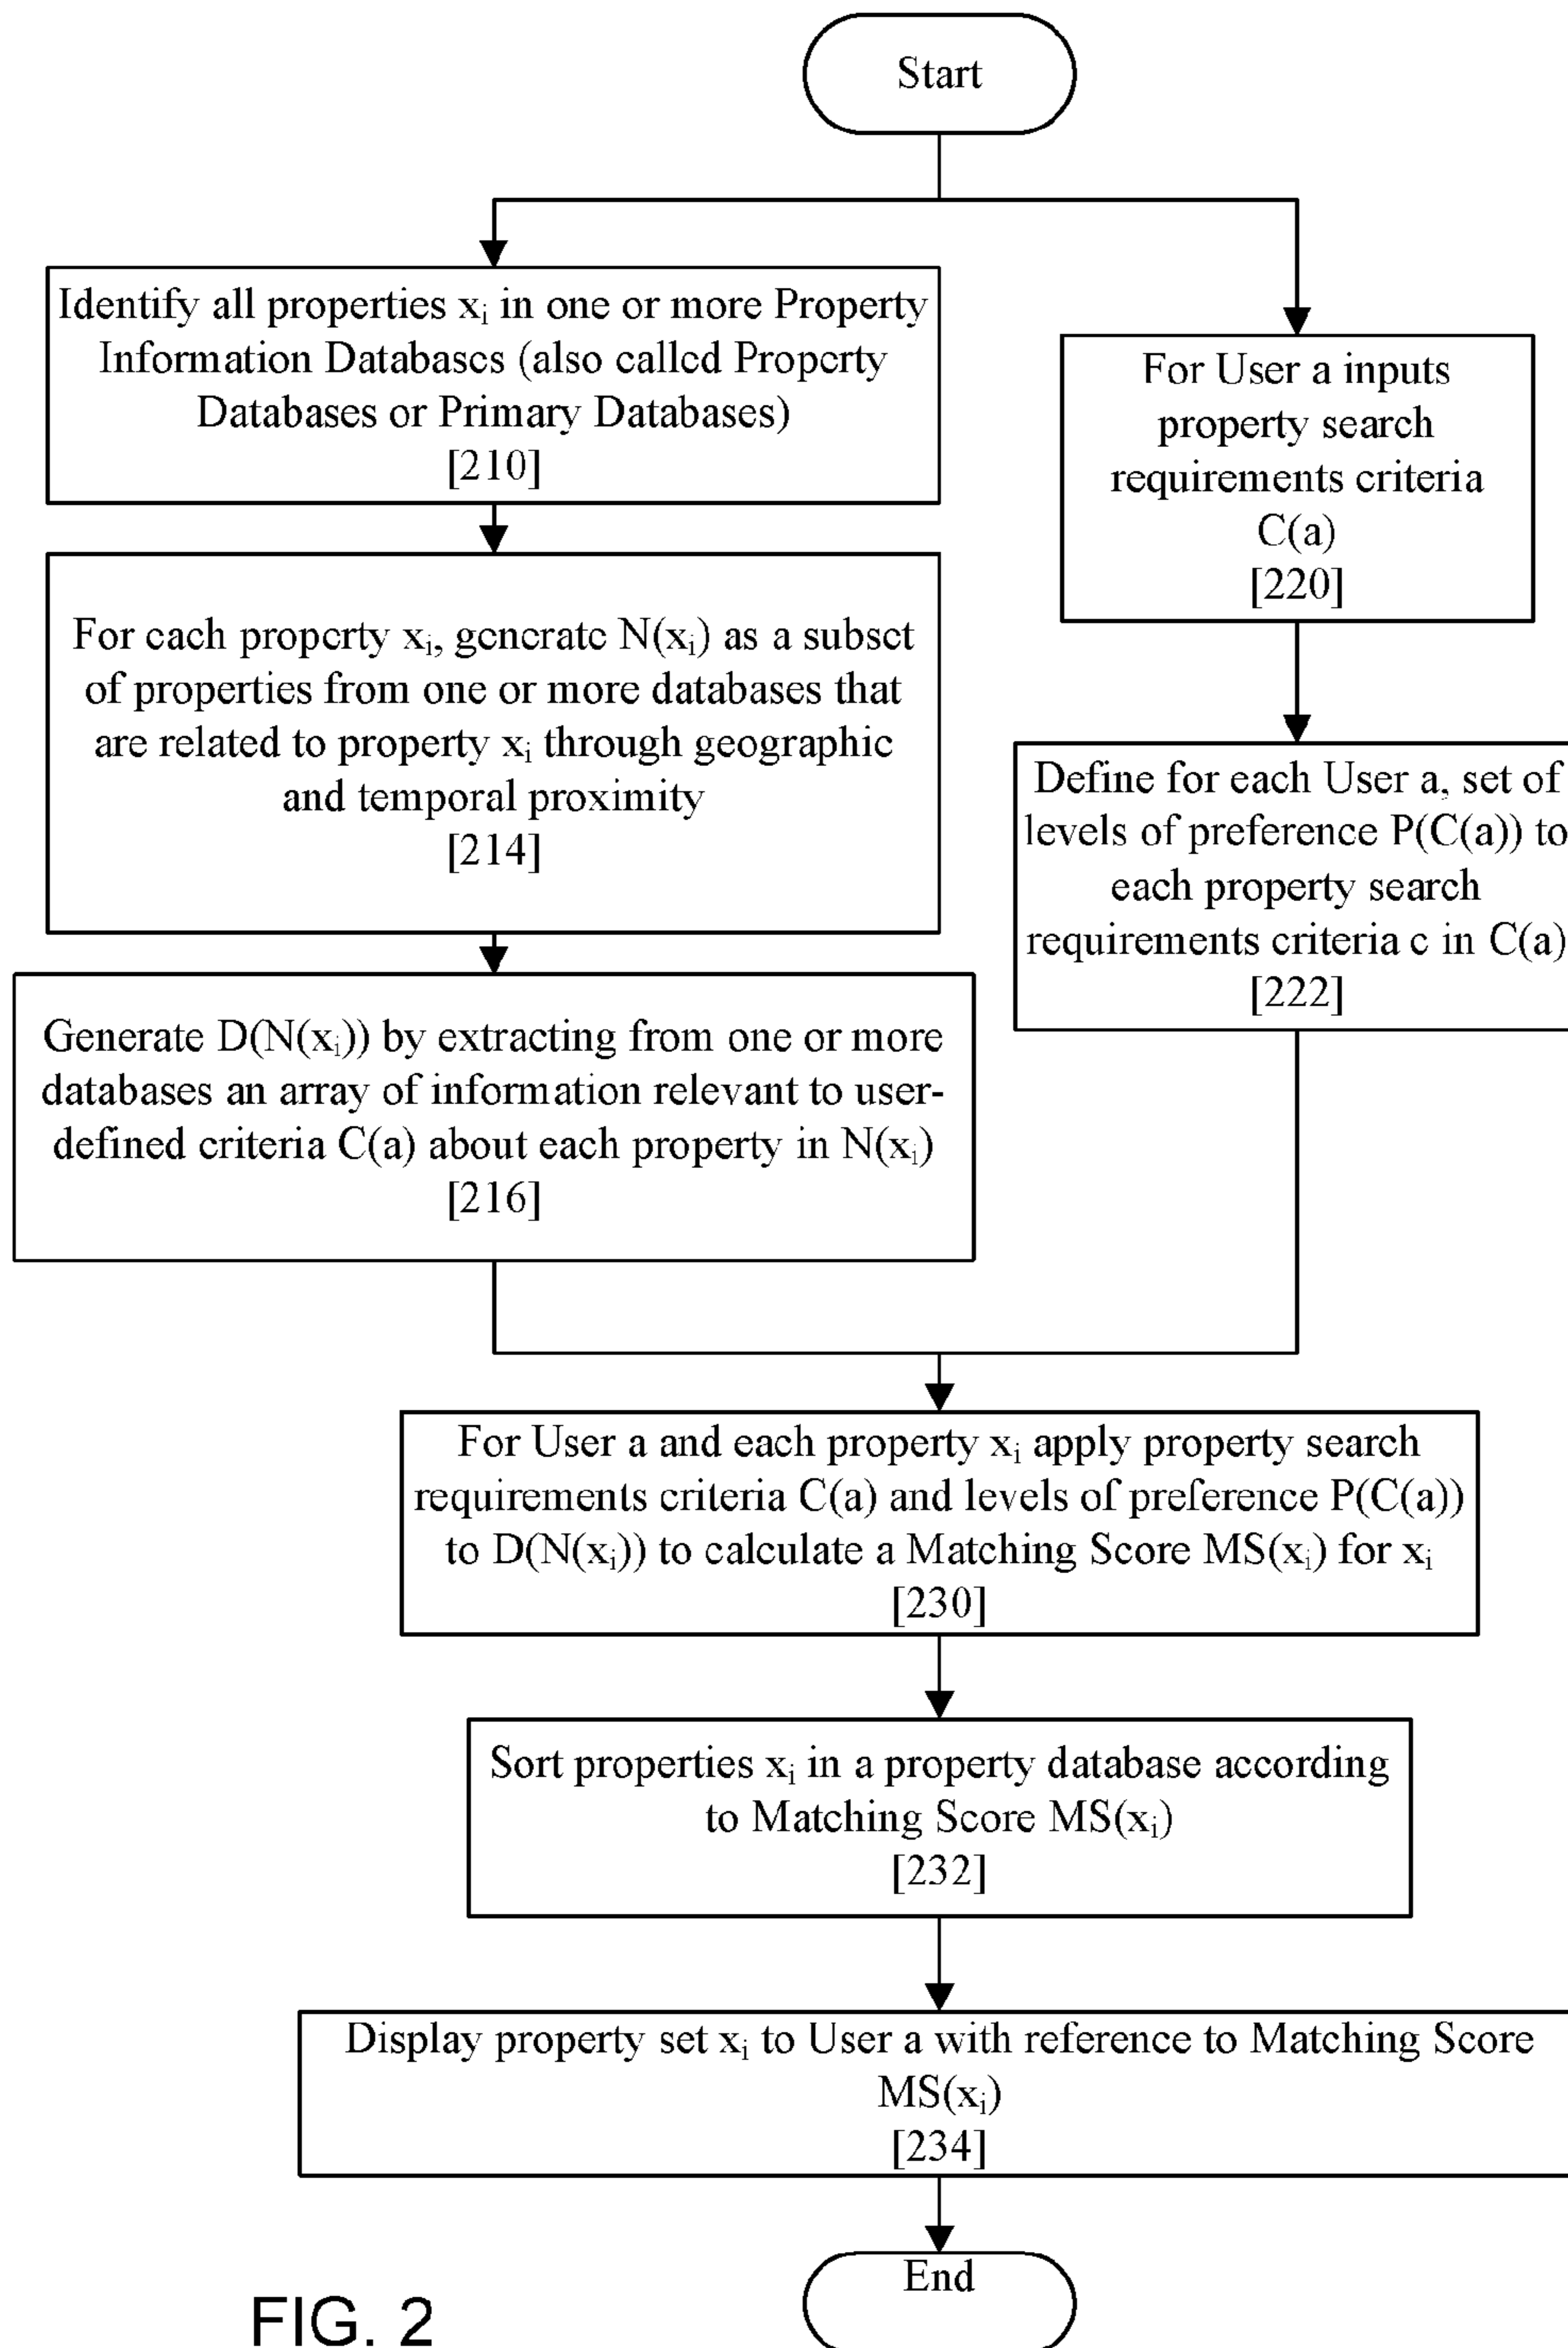 Start
Identify all properties xᵢ in one or more Property
Information Databases (also called Property
Databases or Primary Databases)
[210]
For each property xᵢ, generate N(xᵢ) as a subset
of properties from one or more databases that
are related to property xᵢ through geographic
and temporal proximity
[214]
Generate D(N(xᵢ)) by extracting from one or more
databases an array of information relevant to user-
defined criteria C(a) about each property in N(xᵢ)
[216]
For User a inputs
property search
requirements criteria
C(a)
[220]
Define for each User a, set of
levels of preference P(C(a)) to
each property search
requirements criteria c in C(a)
[222]
For User a and each property xᵢ apply property search
requirements criteria C(a) and levels of preference P(C(a))
to D(N(xᵢ)) to calculate a Matching Score MS(xᵢ) for xᵢ
[230]
Sort properties xᵢ in a property database according
to Matching Score MS(xᵢ)
[232]
Display property set xᵢ to User a with reference to Matching Score
MS(xᵢ)
[234]
End
FIG. 2